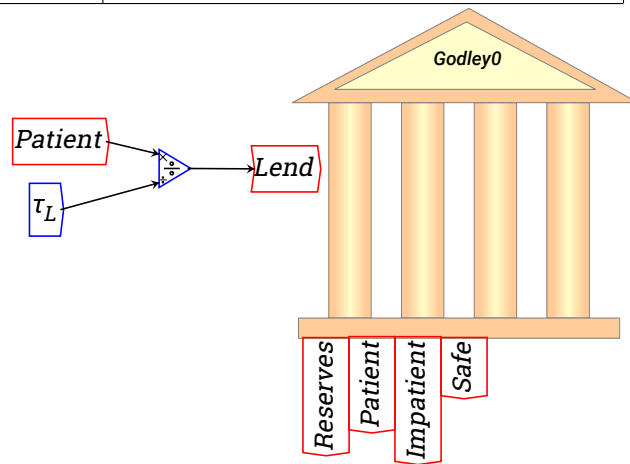 Godley0
Patient
×
÷
÷
Lend
τL
Reserves
Patient
Impatient
Safe